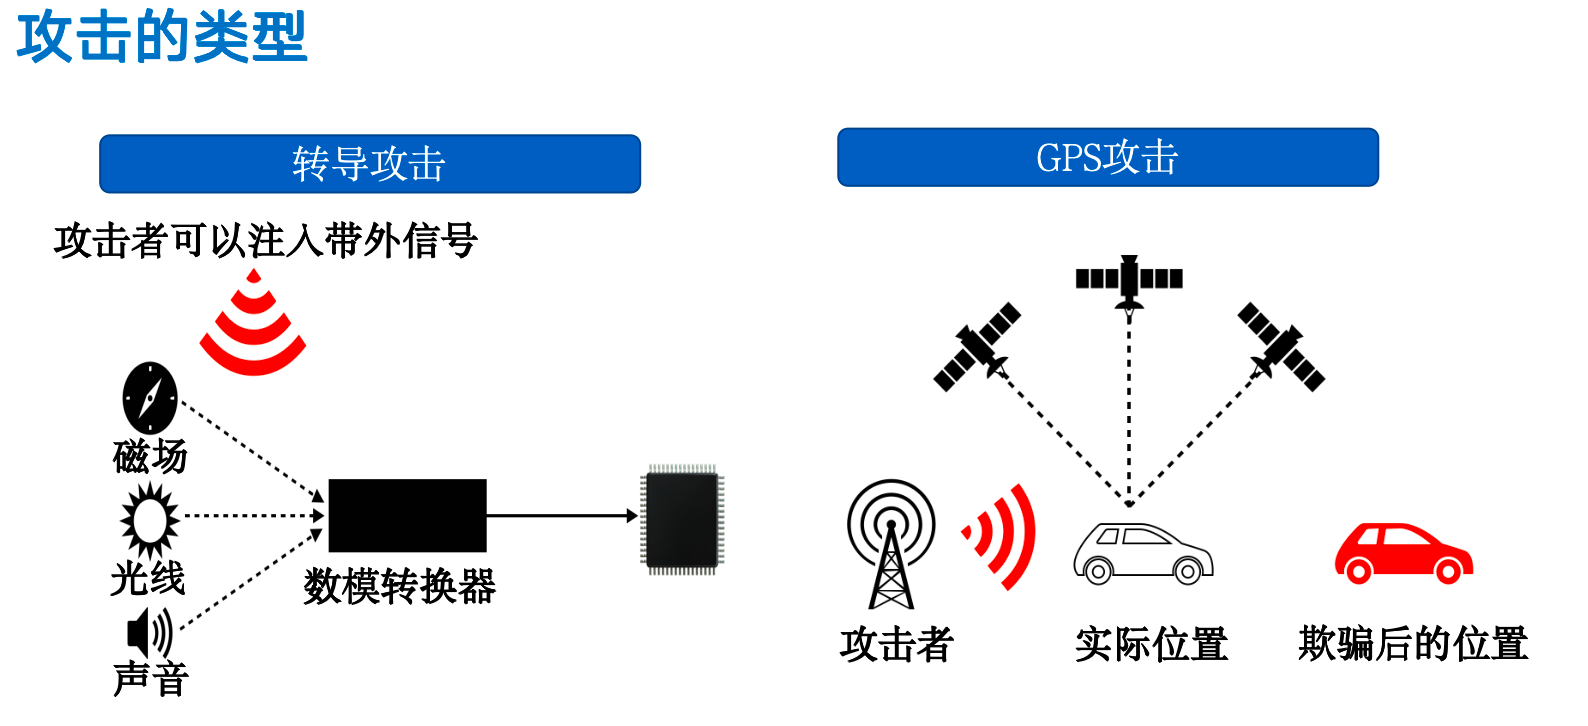 攻击的类型
转导攻击
攻击者可以注入带外信号
磁场
光线
声音
数模转换器
GPS攻击
攻击者
实际位置
欺骗后的位置